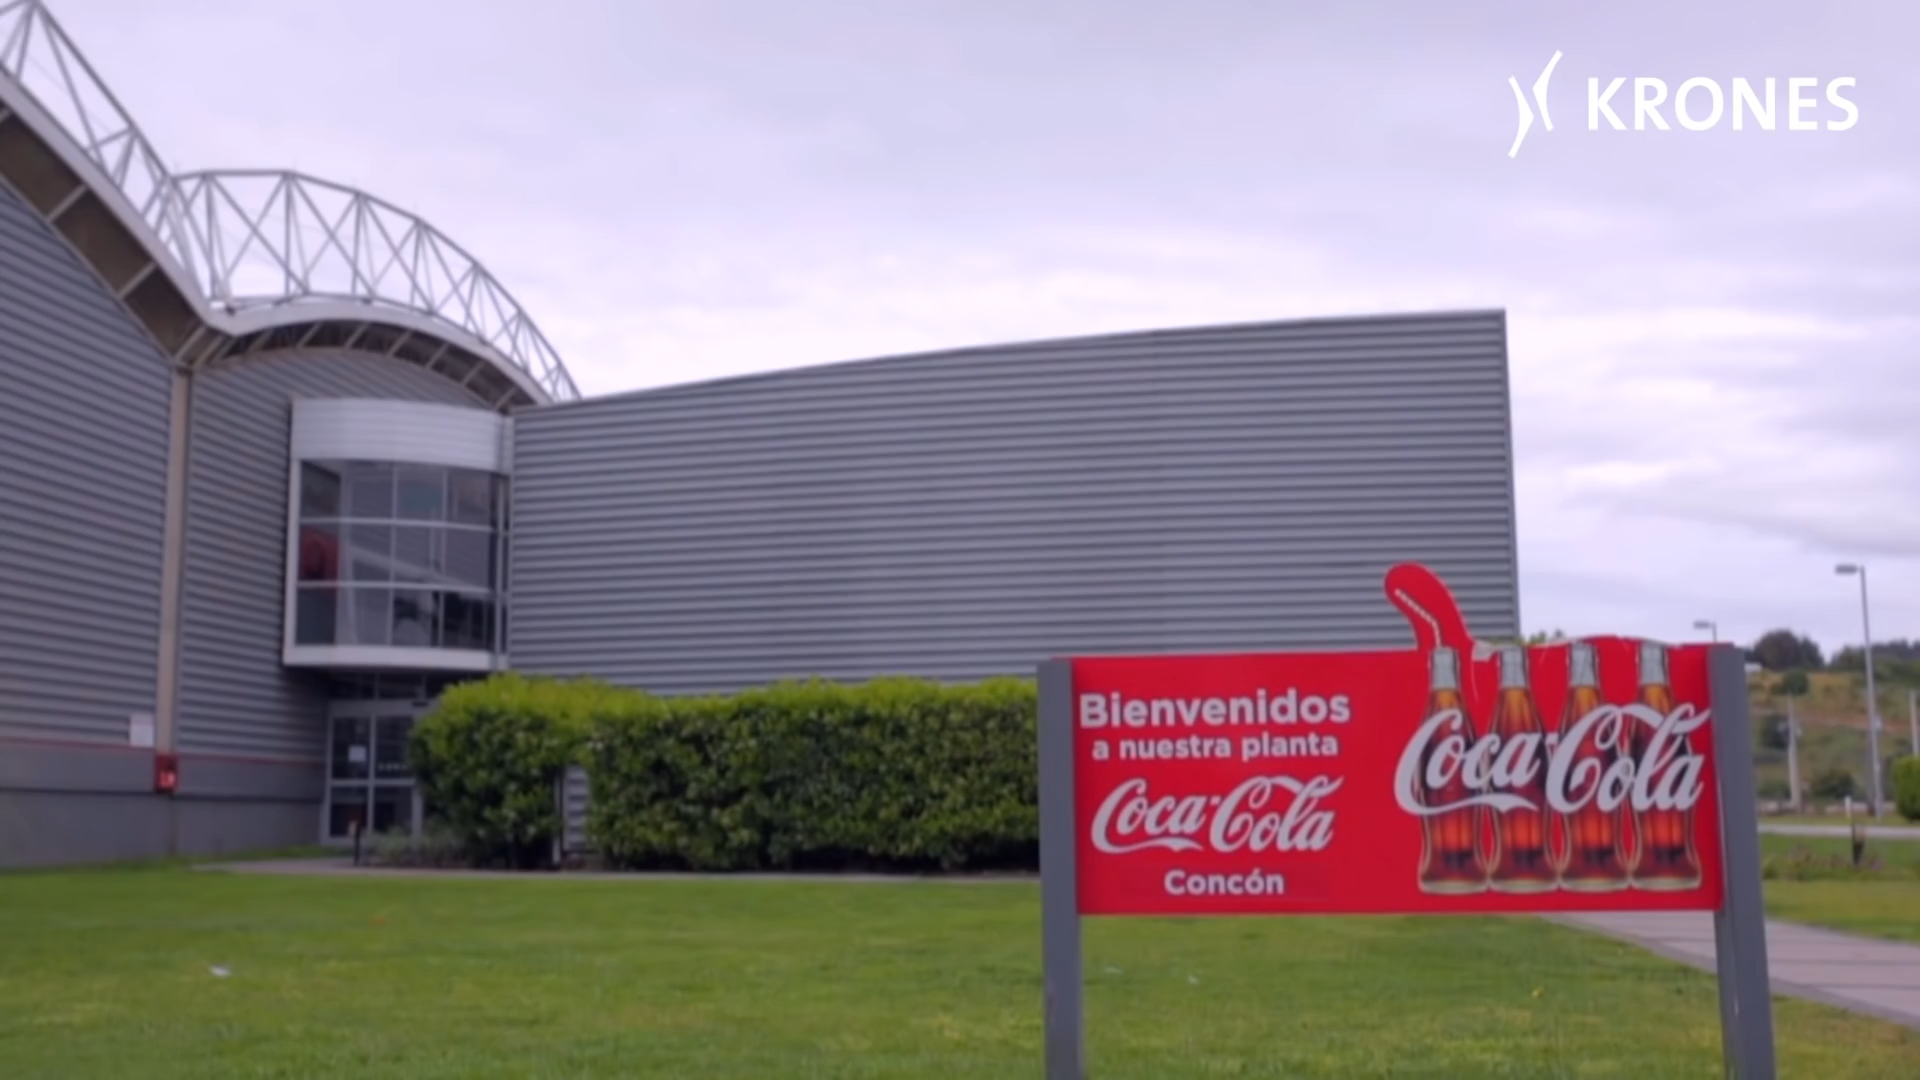 KRONES
Bienvenidos
a nuestra planta
Coca-Cola
Concón
Coca-Cola